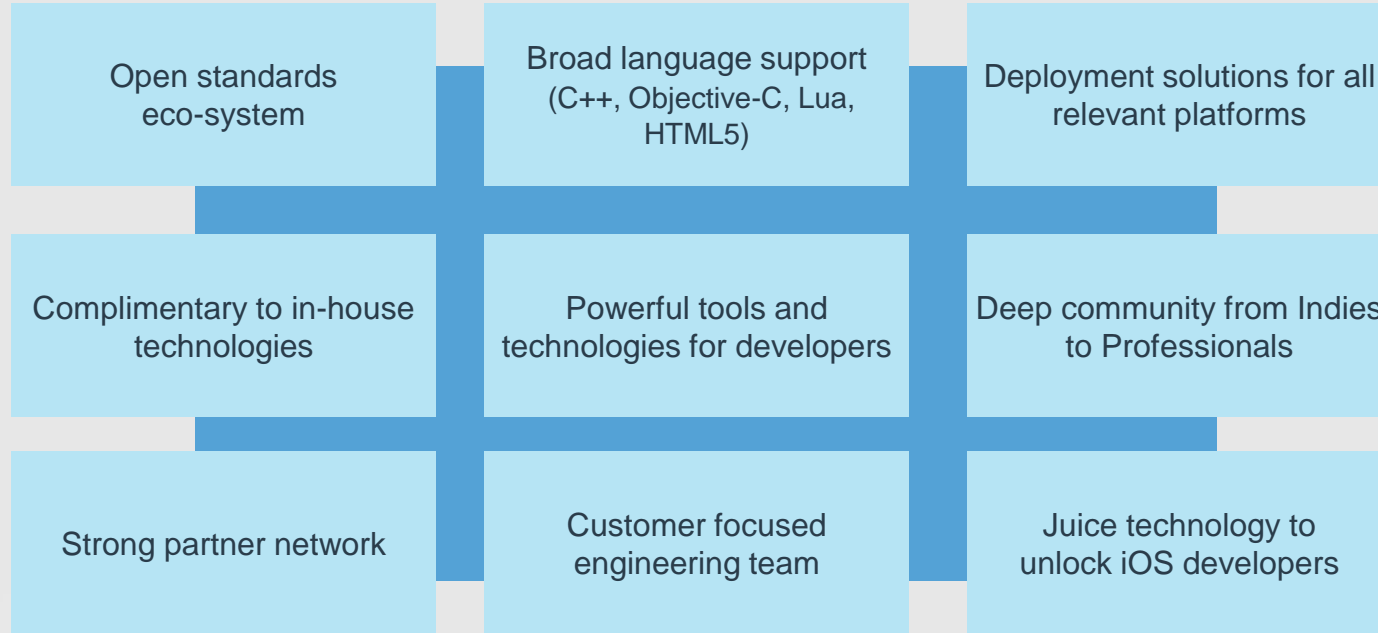 Open standards
eco-system
Broad language support
(C++, Objective-C, Lua,
HTML5)
Deployment solutions for all
relevant platforms
Complimentary to in-house
technologies
Powerful tools and
technologies for developers
Deep community from Indies
to Professionals
Strong partner network
Customer focused
engineering team
Juice technology to
unlock iOS developers